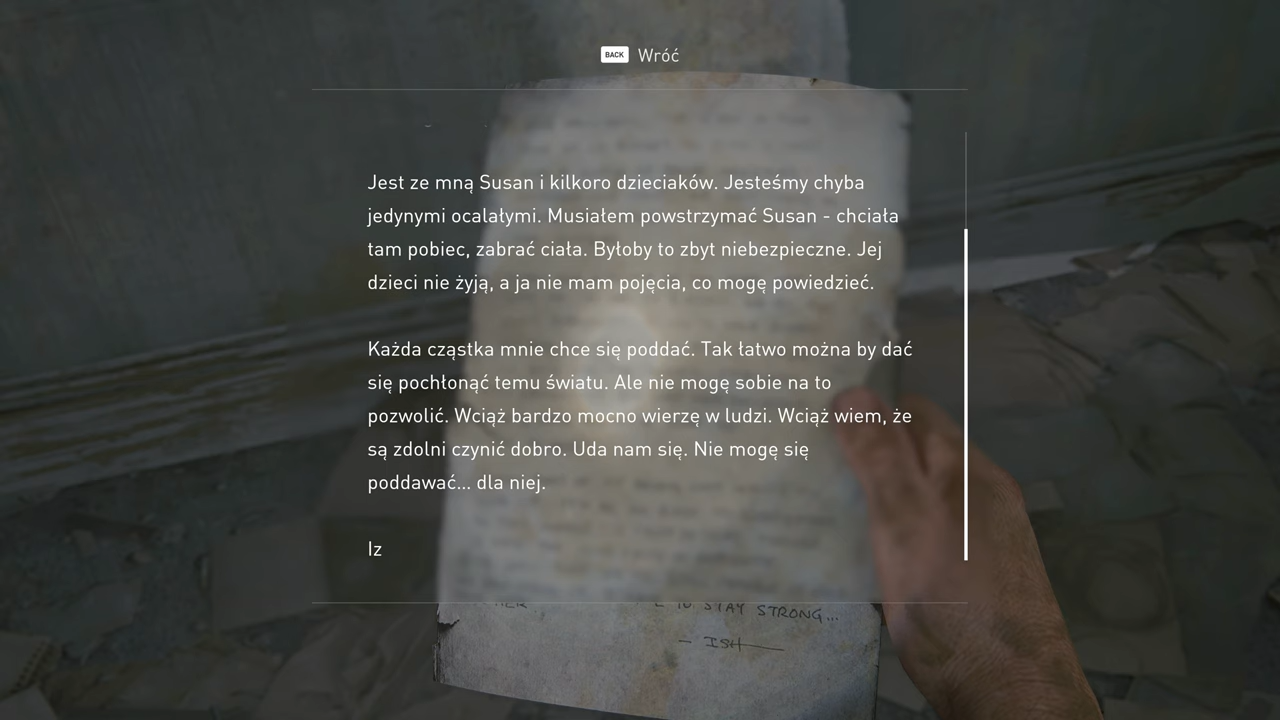 BACK Wróć
Jest ze mną Susan i kilkoro dzieciaków. Jesteśmy chyba
jedynymi ocalałymi. Musiałem powstrzymać Susan - chciała
tam pobiec, zabrać ciała. Byłoby to zbyt niebezpieczne. Jej
dzieci nie żyją, a ja nie mam pojęcia, co mogę powiedzieć.
Każda cząstka mnie chce się poddać. Tak łatwo można by dać
się pochłonąć temu światu. Ale nie mogę sobie na to
pozwolić. Wciąż bardzo mocno wierzę w ludzi. Wciąż wiem, że
są zdolni czynić dobro. Uda nam się. Nie mogę się
poddawać... dla niej.
Iz
TO STAY STRONG...
- ISH